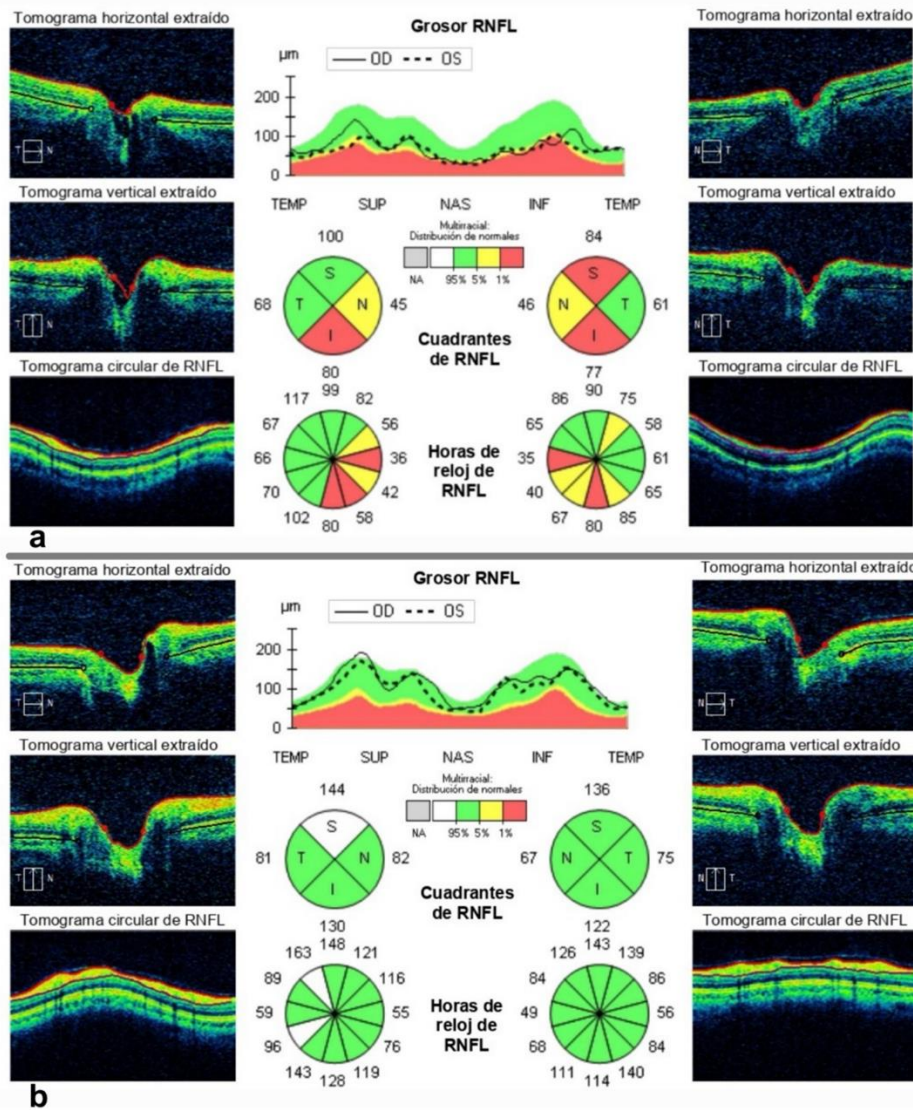 Tomograma horizontal extraído
Grosor RNFL
Tomograma horizontal extraído
µm
OD OS
200
100
0
T N
N T
TEMP SUP NAS INF TEMP
Tomograma vertical extraído
Tomograma vertical extraído
Multirracial:
Distribución de normales
NA 95% 5% 1%
100
S
68 T N 45
I
80
84
S
46 N T 61
I
77
T N
N T
Cuadrantes
de RNFL
Tomograma circular de RNFL
Tomograma circular de RNFL
99
117 82
67 56
66 36
70 42
102 58
80
Horas de
reloj de
RNFL
90
86 75
65 58
35 61
40 65
67 85
80
a
Tomograma horizontal extraído
Grosor RNFL
Tomograma horizontal extraído
µm
OD OS
200
100
0
T N
N T
TEMP SUP NAS INF TEMP
Tomograma vertical extraído
Tomograma vertical extraído
Multirracial:
Distribución de normales
NA 95% 5% 1%
144
S
81 T N 82
I
130
136
S
67 N T 75
I
122
T N
N T
Cuadrantes
de RNFL
Tomograma circular de RNFL
Tomograma circular de RNFL
148
163 121
89 116
59 55
96 76
143 119
128
Horas de
reloj de
RNFL
143
126 139
84 86
49 56
68 84
111 140
114
b